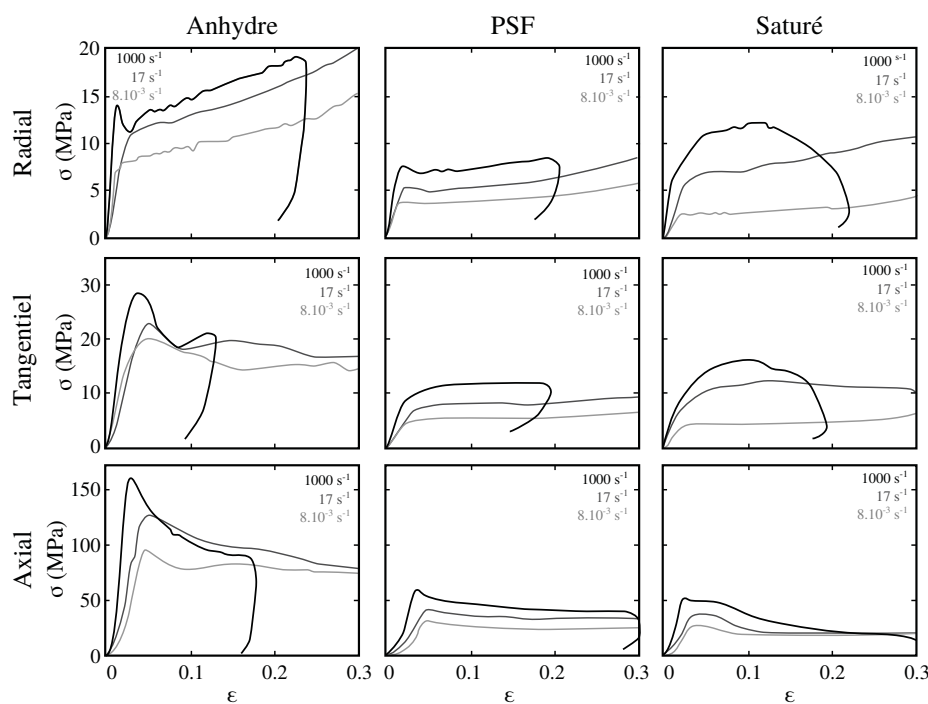 Anhydre PSF Saturé
Radial
σ (MPa)
20
15
10
5
0
1000 s⁻¹
17 s⁻¹
8.10⁻³ s⁻¹
1000 s⁻¹
17 s⁻¹
8.10⁻³ s⁻¹
1000 s⁻¹
17 s⁻¹
8.10⁻³ s⁻¹
Tangentiel
σ (MPa)
30
20
10
0
1000 s⁻¹
17 s⁻¹
8.10⁻³ s⁻¹
1000 s⁻¹
17 s⁻¹
8.10⁻³ s⁻¹
1000 s⁻¹
17 s⁻¹
8.10⁻³ s⁻¹
Axial
σ (MPa)
150
100
50
0
1000 s⁻¹
17 s⁻¹
8.10⁻³ s⁻¹
1000 s⁻¹
17 s⁻¹
8.10⁻³ s⁻¹
1000 s⁻¹
17 s⁻¹
8.10⁻³ s⁻¹
0 0.1 0.2 0.3 0 0.1 0.2 0.3 0 0.1 0.2 0.3
ε ε ε